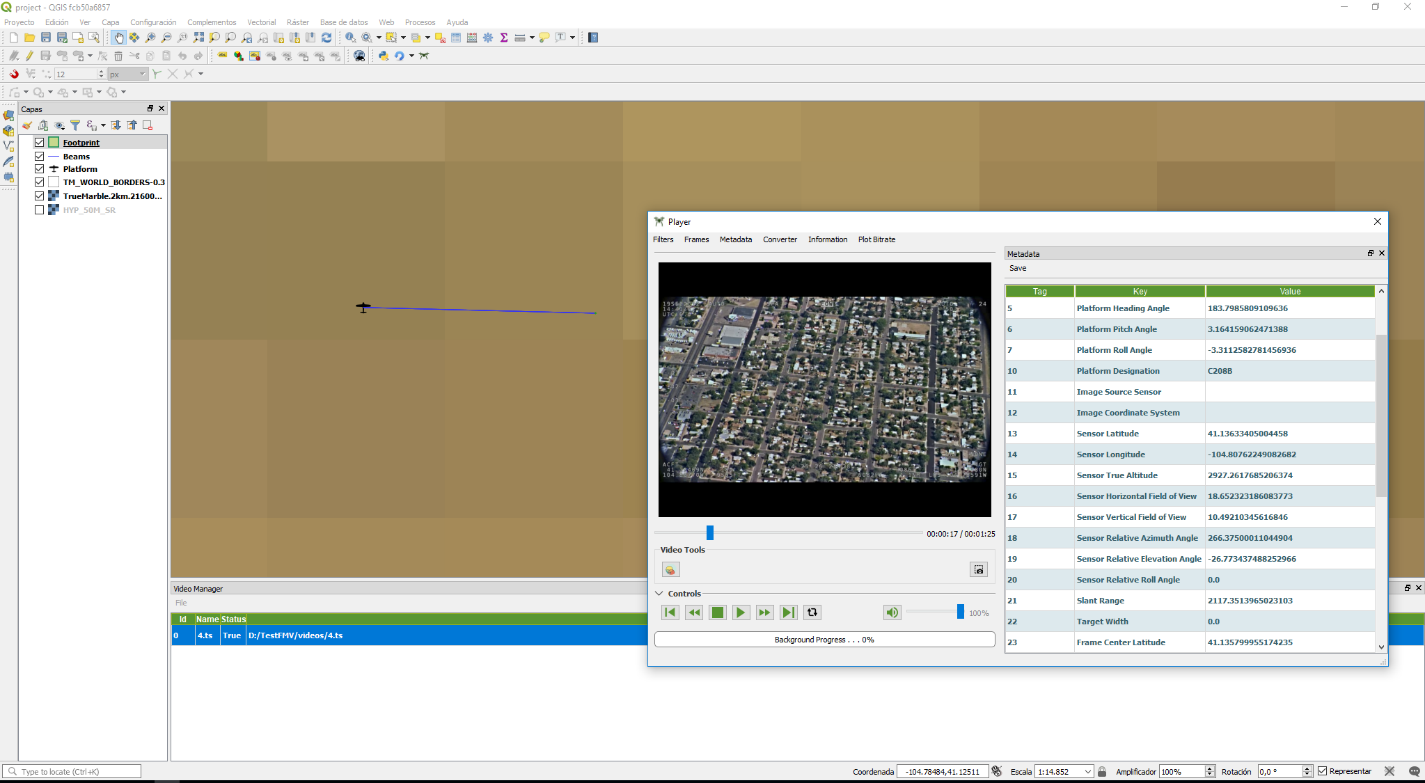 project - QGIS fcb50a6857
Proyecto Edición Ver Capa Configuración Complementos Vectorial Ráster Base de datos Web Procesos Ayuda
12 px
Capas
Footprint
Beams
Platform
TM_WORLD_BORDERS-0.3
TrueMarble.2km.21600...
HYP_50M_SR
Player
Filters Frames Metadata Converter Information Plot Bitrate
Metadata
Save
Tag Key Value
5 Platform Heading Angle 183.7985809109636
6 Platform Pitch Angle 3.164159062471388
7 Platform Roll Angle -3.3112582781456936
10 Platform Designation C208B
11 Image Source Sensor
12 Image Coordinate System
13 Sensor Latitude 41.13633405004458
14 Sensor Longitude -104.80762249082682
15 Sensor True Altitude 2927.2617685206374
16 Sensor Horizontal Field of View 18.652323186083773
17 Sensor Vertical Field of View 10.49210345616846
18 Sensor Relative Azimuth Angle 266.37500011044904
19 Sensor Relative Elevation Angle -26.773437488252966
20 Sensor Relative Roll Angle 0.0
21 Slant Range 2117.3513965023103
22 Target Width 0.0
23 Frame Center Latitude 41.135799955174235
00:00:17 / 00:01:25
Video Tools
Controls
100%
Background Progress . . . 0%
Video Manager
File
Id Name Status
0 4.ts True D:/TestFMV/videos/4.ts
Type to locate (Ctrl+K)
Coordenada -104.78484,41.12511 Escala 1:14.852 Amplificador 100% Rotación 0,0 ° Representar